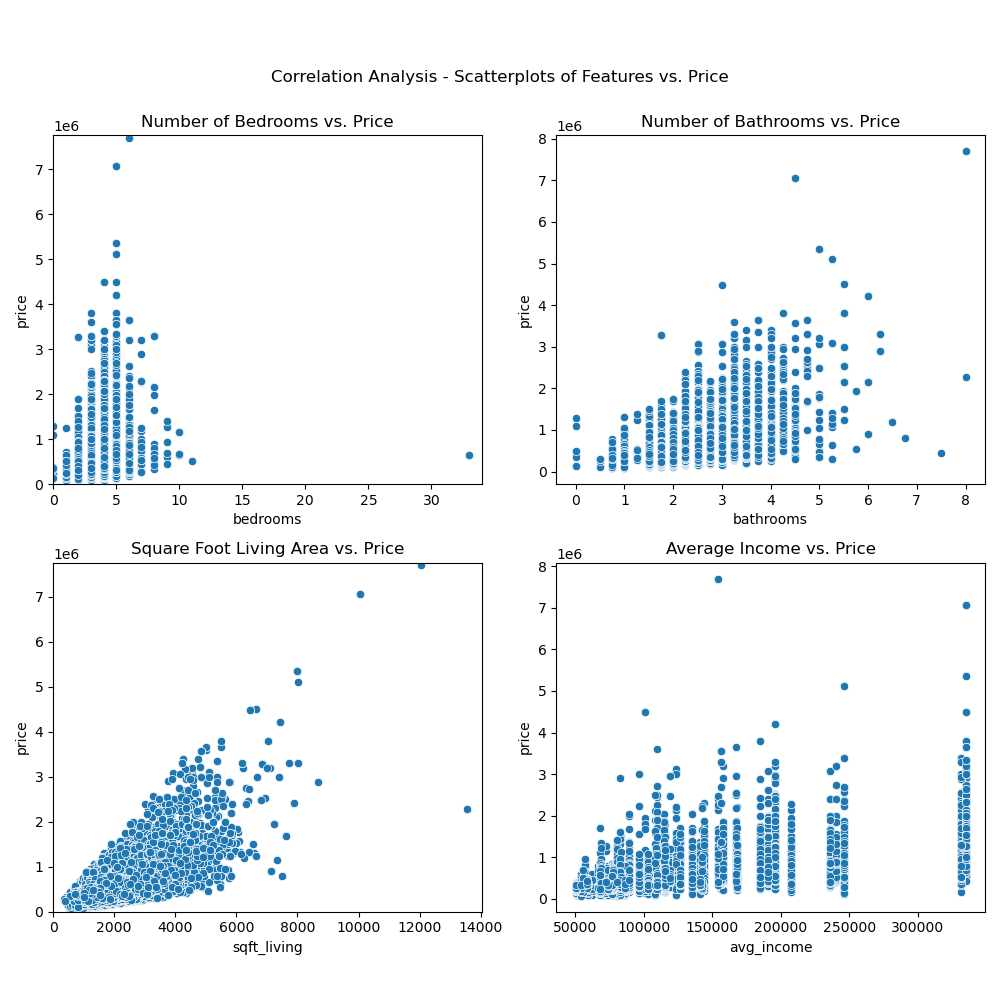 Correlation Analysis - Scatterplots of Features vs. Price
Number of Bedrooms vs. Price
1e6
price
7
6
5
4
3
2
1
0
0 5 10 15 20 25 30
bedrooms
Number of Bathrooms vs. Price
1e6
price
8
7
6
5
4
3
2
1
0
0 1 2 3 4 5 6 7 8
bathrooms
Square Foot Living Area vs. Price
1e6
price
7
6
5
4
3
2
1
0
0 2000 4000 6000 8000 10000 12000 14000
sqft_living
Average Income vs. Price
1e6
price
8
7
6
5
4
3
2
1
0
50000 100000 150000 200000 250000 300000
avg_income